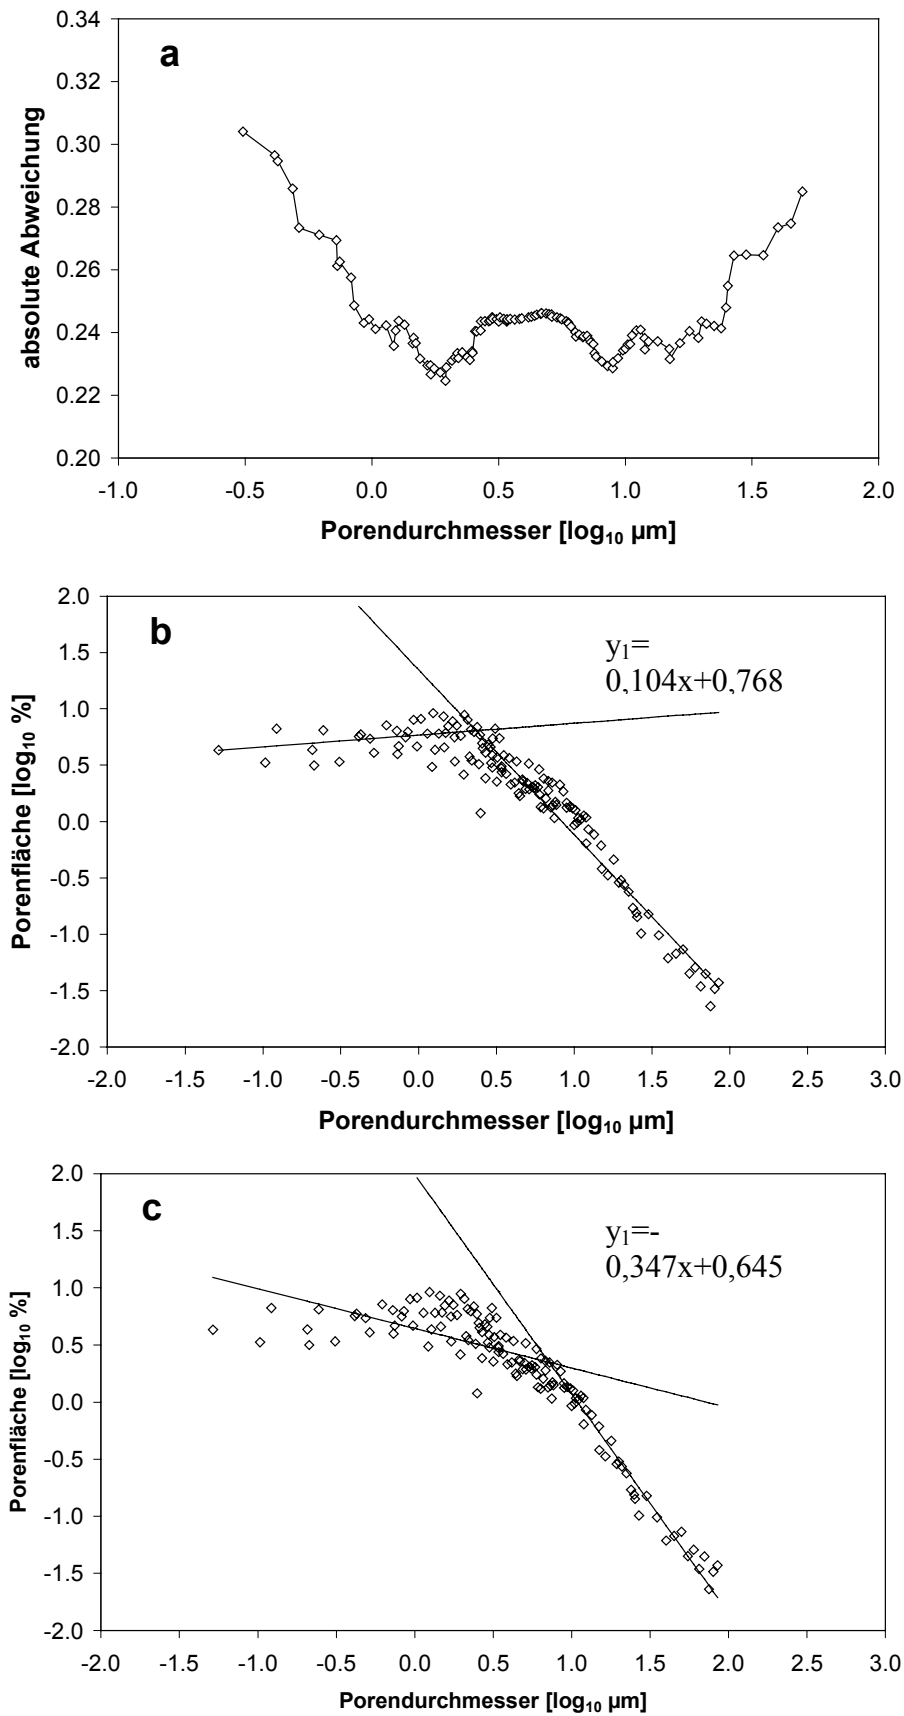 a
absolute Abweichung
0.34
0.32
0.30
0.28
0.26
0.24
0.22
0.20
-1.0 -0.5 0.0 0.5 1.0 1.5 2.0
Porendurchmesser [log10 µm]
b
y1=
0,104x+0,768
Porenfläche [log10 %]
2.0
1.5
1.0
0.5
0.0
-0.5
-1.0
-1.5
-2.0
-2.0 -1.5 -1.0 -0.5 0.0 0.5 1.0 1.5 2.0 2.5 3.0
Porendurchmesser [log10 µm]
c
y1=-
0,347x+0,645
Porenfläche [log10 %]
2.0
1.5
1.0
0.5
0.0
-0.5
-1.0
-1.5
-2.0
-2.0 -1.5 -1.0 -0.5 0.0 0.5 1.0 1.5 2.0 2.5 3.0
Porendurchmesser [log10 µm]